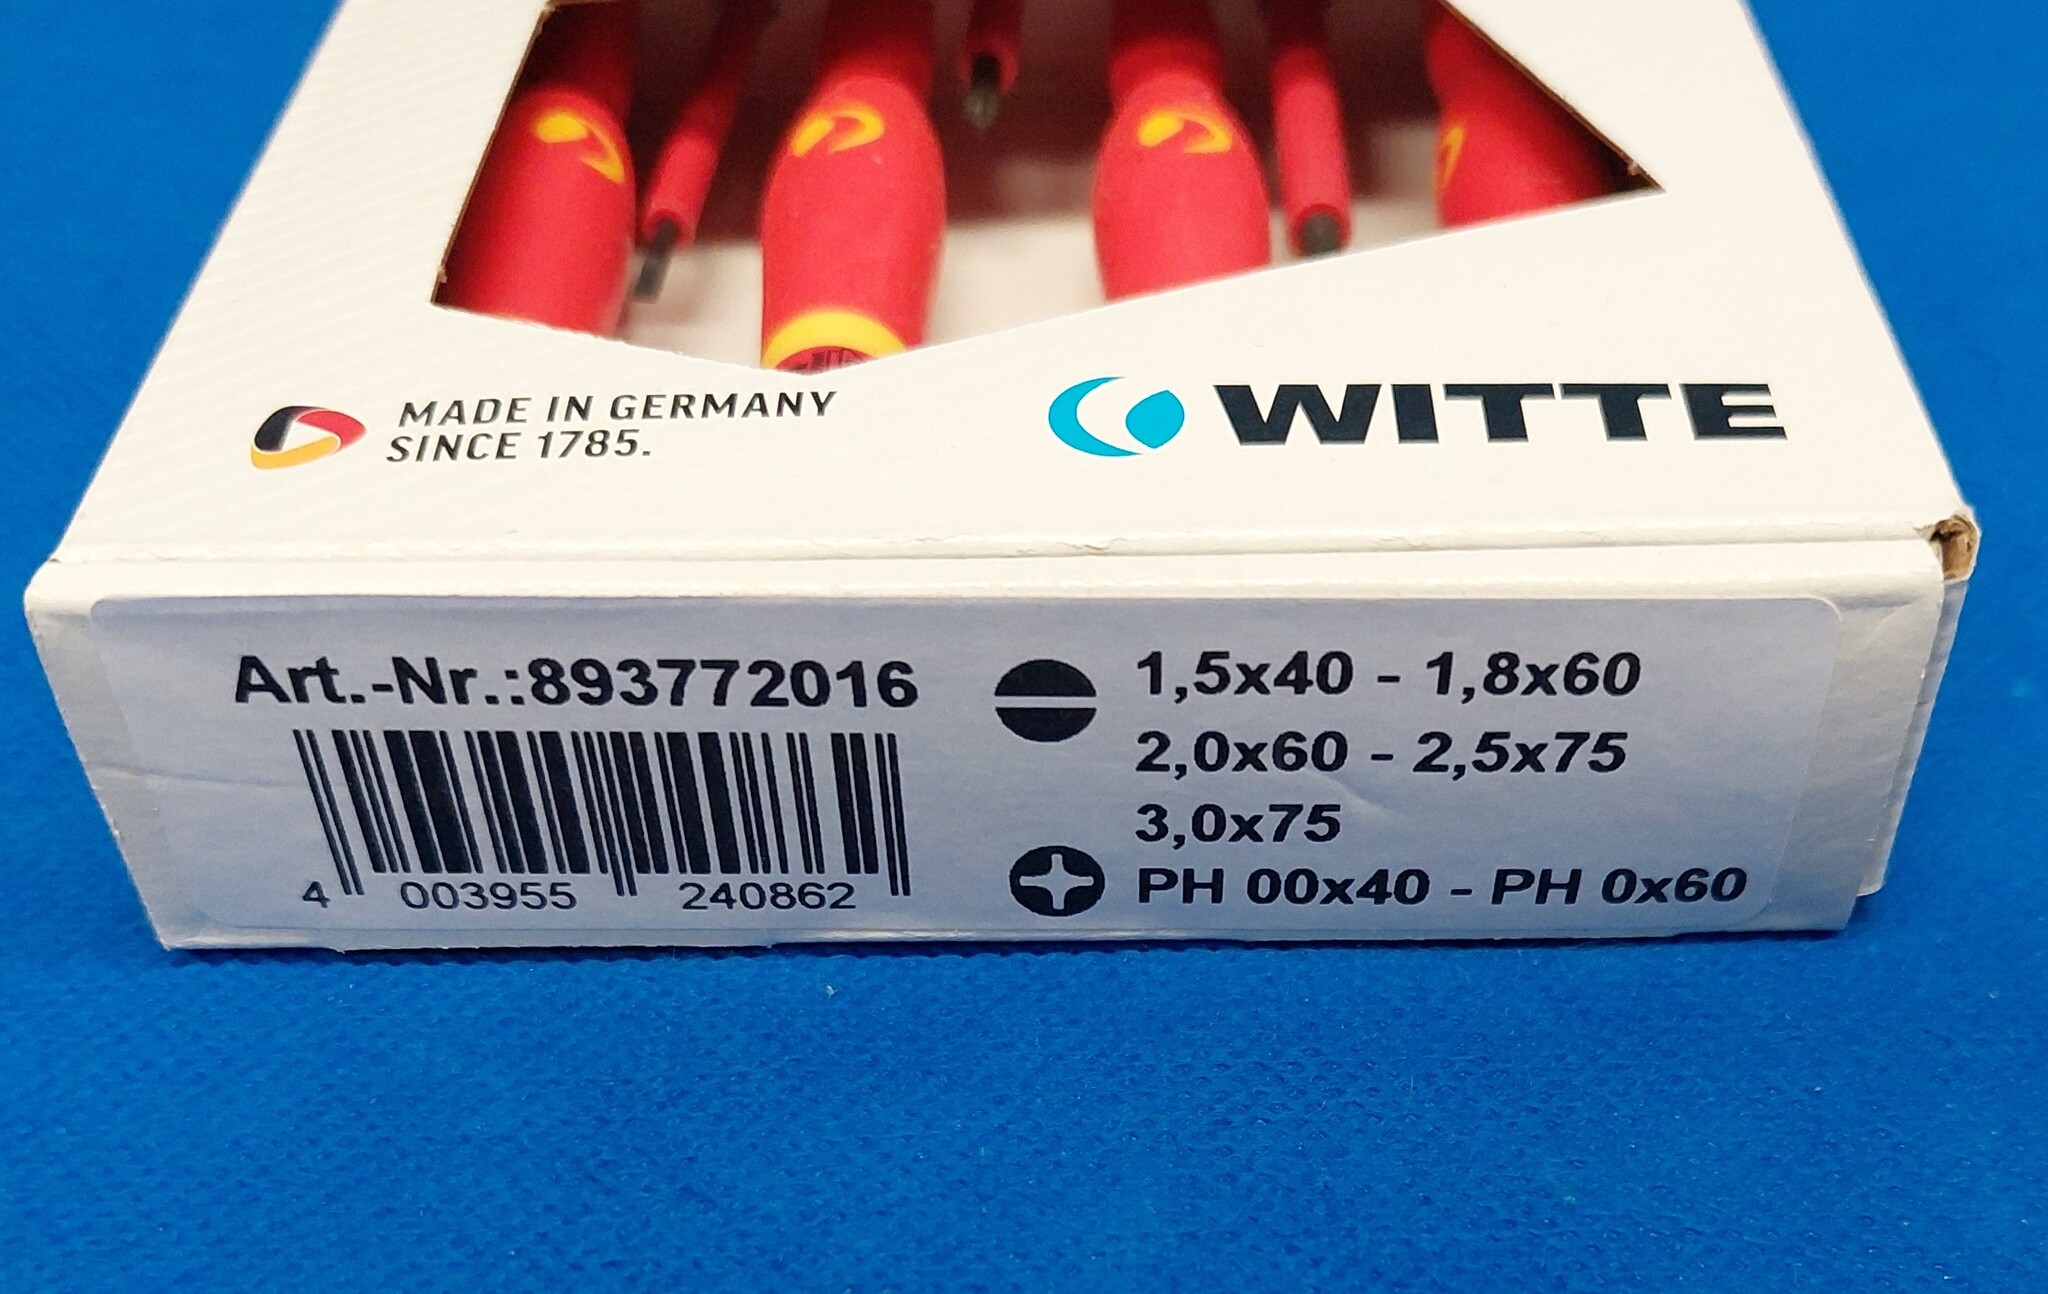 MADE IN GERMANY
SINCE 1785.
WITTE
Art.-Nr.:893772016
4 003955 240862
1,5x40 - 1,8x60
2,0x60 - 2,5x75
3,0x75
PH 00x40 - PH 0x60